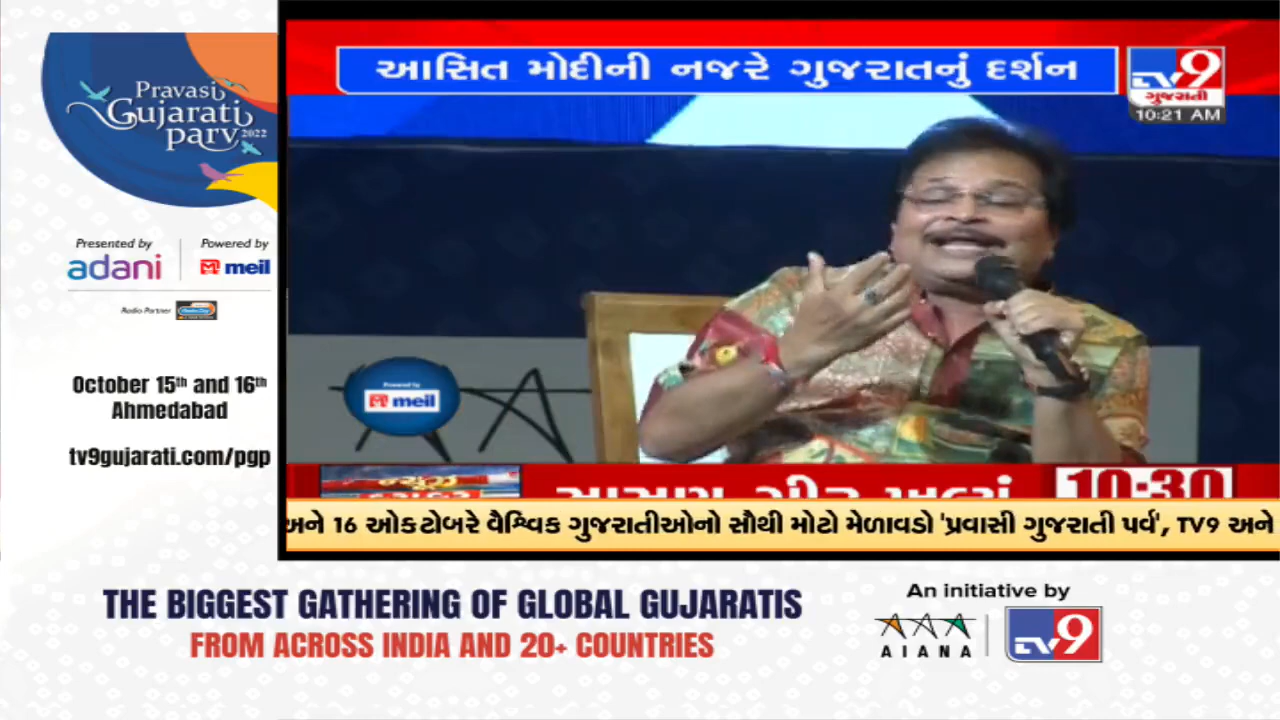 Pravasi
Gujarati
parv 2022
Presented by
adani
Powered by
meil
Radio Partner
October 15th and 16th
Ahmedabad
tv9gujarati.com/pgp
આસિત મોદીની નજરે ગુજરાતનું દર્શન
TV9
ગુજરાતી
10:21 AM
Powered by
meil
ન્યૂઝ
10:30
અને 16 ઓકટોબરે વૈશ્વિક ગુજરાતીઓનો સૌથી મોટો મેળાવડો 'પ્રવાસી ગુજરાતી પર્વ', TV9 અને
THE BIGGEST GATHERING OF GLOBAL GUJARATIS
FROM ACROSS INDIA AND 20+ COUNTRIES
An initiative by
AIANA
TV9